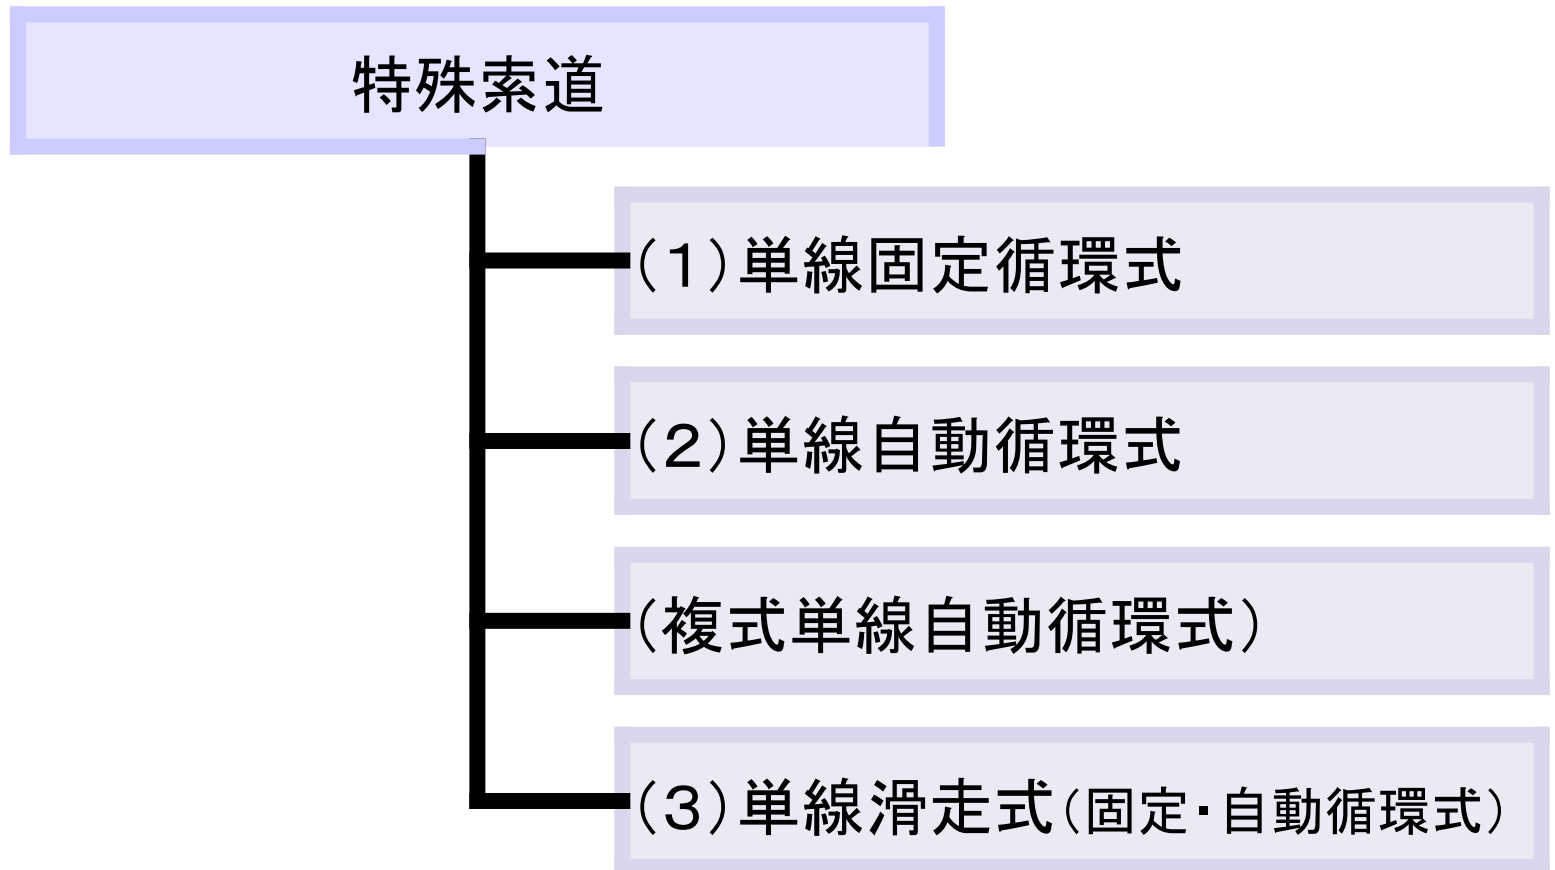 特殊索道
（１）単線固定循環式
（２）単線自動循環式
（複式単線自動循環式）
（３）単線滑走式（固定・自動循環式）